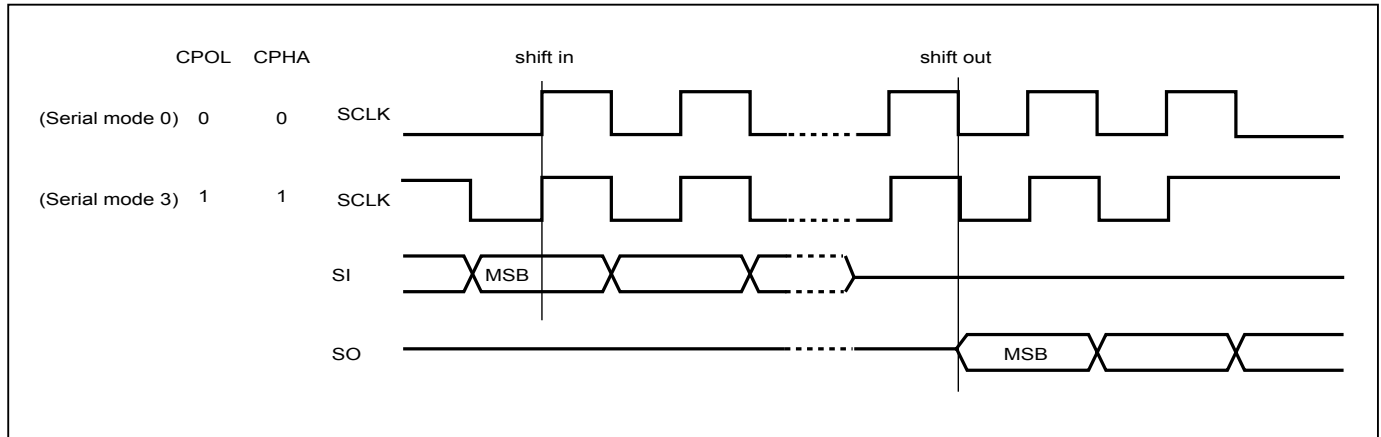 CPOL CPHA shift in shift out
(Serial mode 0) 0 0 SCLK
(Serial mode 3) 1 1 SCLK
SI MSB
SO MSB